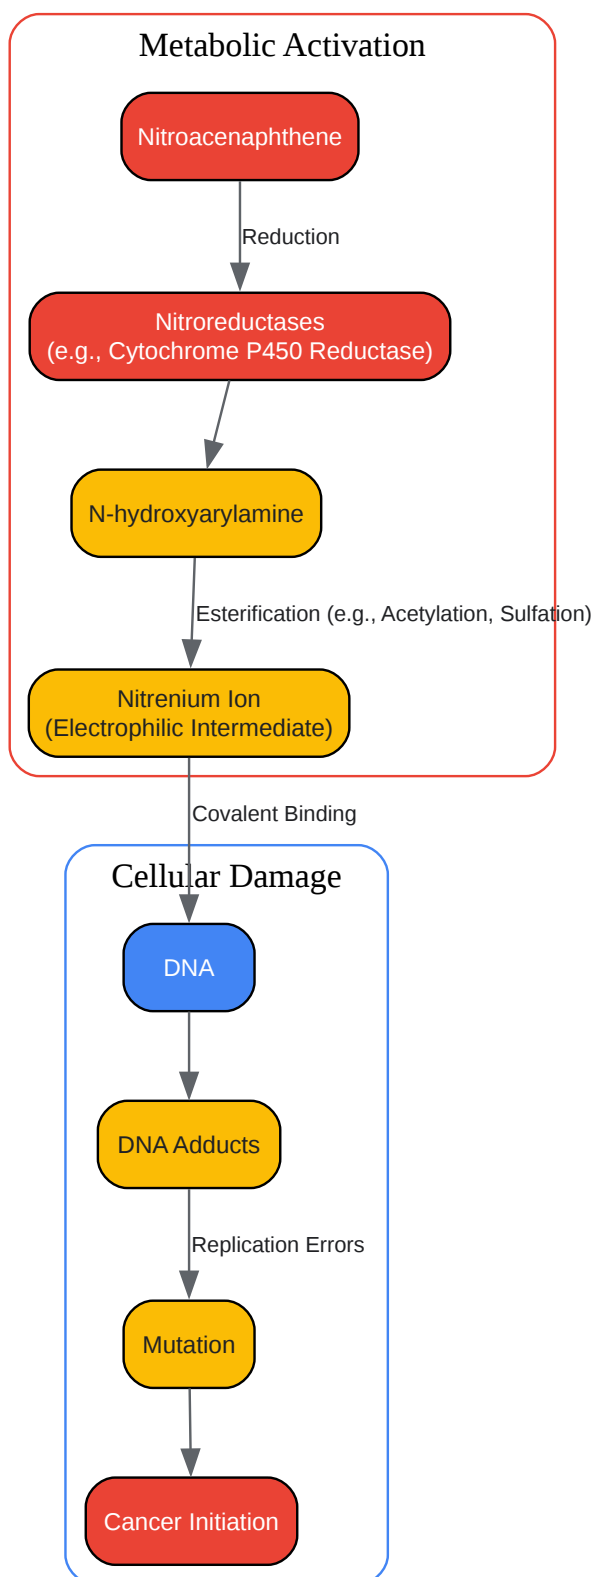 Metabolic Activation
Nitroacenaphthene
Reduction
Nitroreductases
(e.g., Cytochrome P450 Reductase)
N-hydroxyarylamine
Esterification (e.g., Acetylation, Sulfation)
Nitrenium Ion
(Electrophilic Intermediate)
Covalent Binding
Cellular Damage
DNA
DNA Adducts
Replication Errors
Mutation
Cancer Initiation